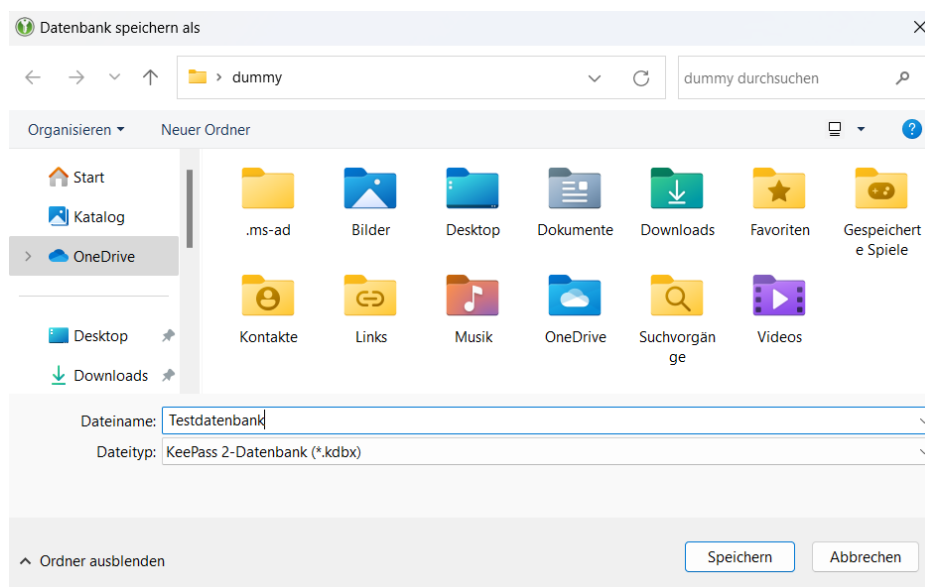 Datenbank speichern als
dummy
dummy durchsuchen
Organisieren
Neuer Ordner
Start
Katalog
OneDrive
Desktop
Downloads
.ms-ad
Bilder
Desktop
Dokumente
Downloads
Favoriten
Gespeichert
e Spiele
Kontakte
Links
Musik
OneDrive
Suchvorgän
ge
Videos
Dateiname: Testdatenbank
Dateityp: KeePass 2-Datenbank (*.kdbx)
Ordner ausblenden
Speichern
Abbrechen